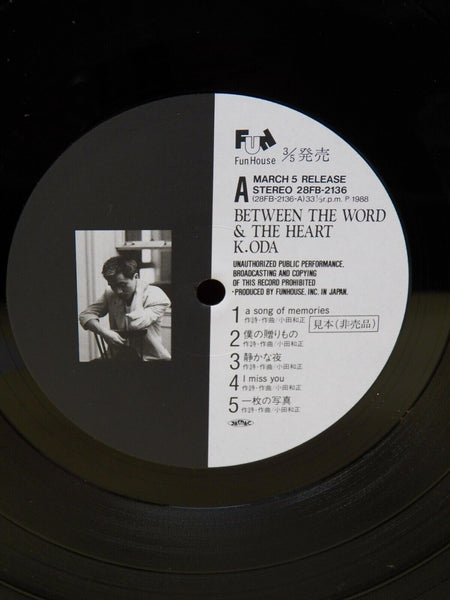 FUN
FunHouse 3/5発売
A MARCH 5 RELEASE
STEREO 28FB-2136
(28FB-2136-A)33 1/3 r.p.m. P 1988
BETWEEN THE WORD
& THE HEART
K.ODA
UNAUTHORIZED PUBLIC PERFORMANCE.
BROADCASTING AND COPYING
OF THIS RECORD PROHIBITED
・PRODUCED BY FUNHOUSE. INC. IN JAPAN.
1 a song of memories
作詩・作曲/小田和正
見本(非売品)
2 僕の贈りもの
作詩・作曲/小田和正
3 静かな夜
作詩・作曲/小田和正
4 I miss you
作詩・作曲/小田和正
5 一枚の写真
作詩・作曲/小田和正
JASRAC